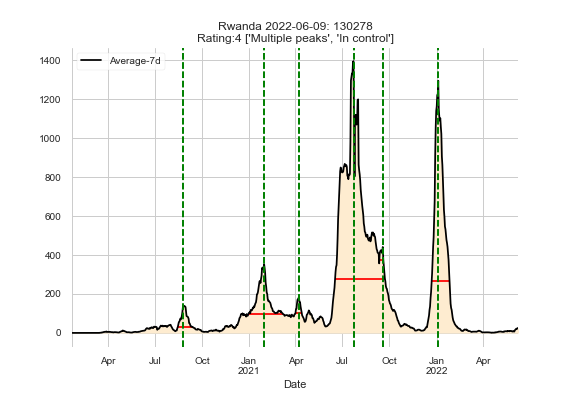 Rwanda 2022-06-09: 130278
Rating:4 ['Multiple peaks', 'In control']
Average-7d
1400
1200
1000
800
600
400
200
0
Apr Jul Oct Jan Apr Jul Oct Jan Apr
2021 2022
Date